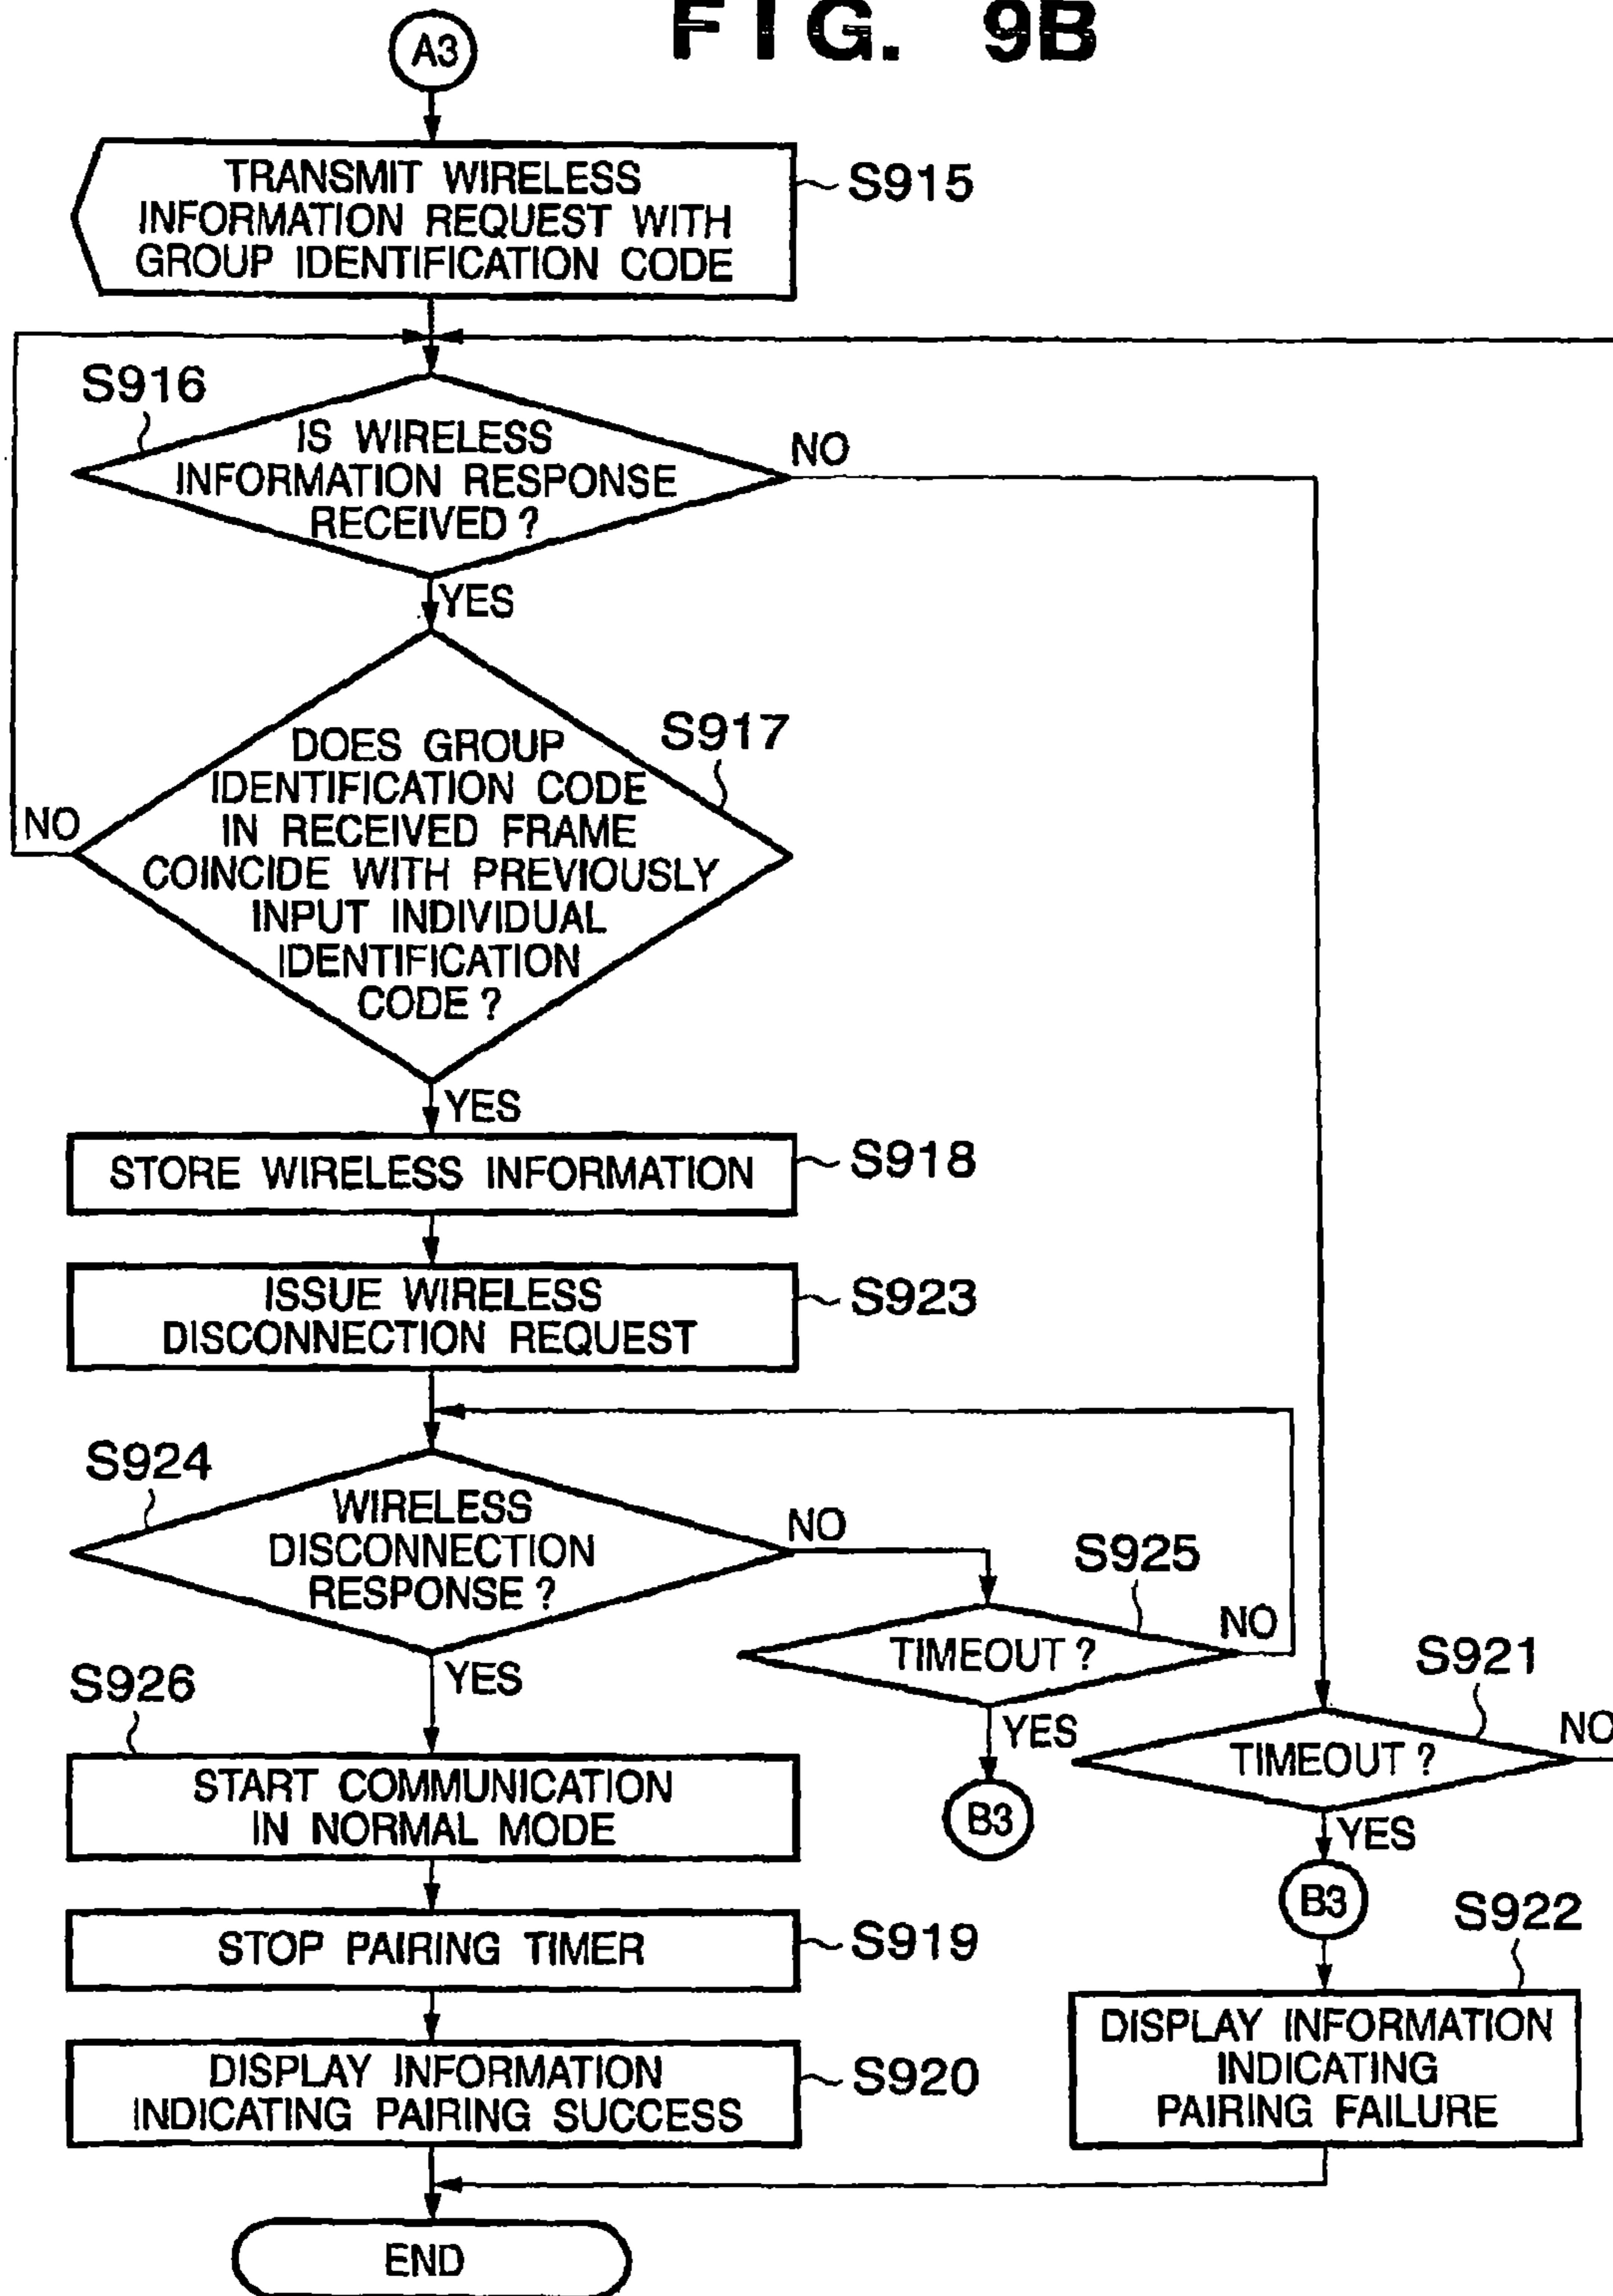 FIG. 9B
A3
TRANSMIT WIRELESS
INFORMATION REQUEST WITH
GROUP IDENTIFICATION CODE
S915
S916
IS WIRELESS
INFORMATION RESPONSE
RECEIVED?
NO
YES
S917
DOES GROUP
IDENTIFICATION CODE
IN RECEIVED FRAME
COINCIDE WITH PREVIOUSLY
INPUT INDIVIDUAL
IDENTIFICATION
CODE?
NO
YES
STORE WIRELESS INFORMATION
S918
ISSUE WIRELESS
DISCONNECTION REQUEST
S923
S924
WIRELESS
DISCONNECTION
RESPONSE?
NO
YES
S925
TIMEOUT?
NO
YES
B3
S921
TIMEOUT?
NO
YES
B3
S926
START COMMUNICATION
IN NORMAL MODE
STOP PAIRING TIMER
S919
DISPLAY INFORMATION
INDICATING PAIRING SUCCESS
S920
S922
DISPLAY INFORMATION
INDICATING
PAIRING FAILURE
END